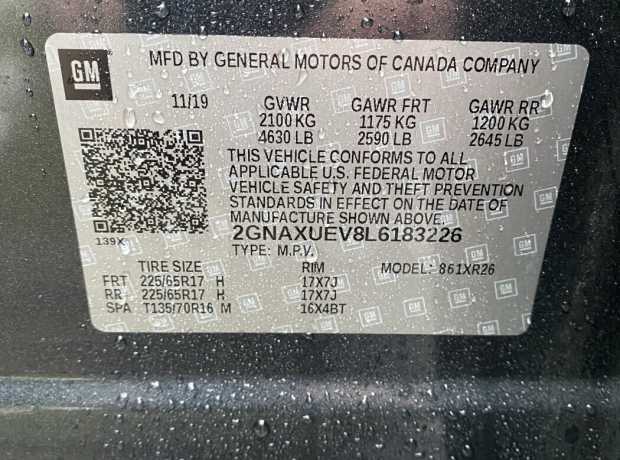 GM
MFD BY GENERAL MOTORS OF CANADA COMPANY
11/19 GVWR GAWR FRT GAWR RR
2100 KG 1175 KG 1200 KG
4630 LB 2590 LB 2645 LB
THIS VEHICLE CONFORMS TO ALL
APPLICABLE U.S. FEDERAL MOTOR
VEHICLE SAFETY AND THEFT PREVENTION
STANDARDS IN EFFECT ON THE DATE OF
MANUFACTURE SHOWN ABOVE.
2GNAXUEV8L6183226
139X
TYPE: M.P.V.
TIRE SIZE RIM MODEL: 861XR26
FRT 225/65R17 H 17X7J
RR 225/65R17 H 17X7J
SPA T135/70R16 M 16X4BT